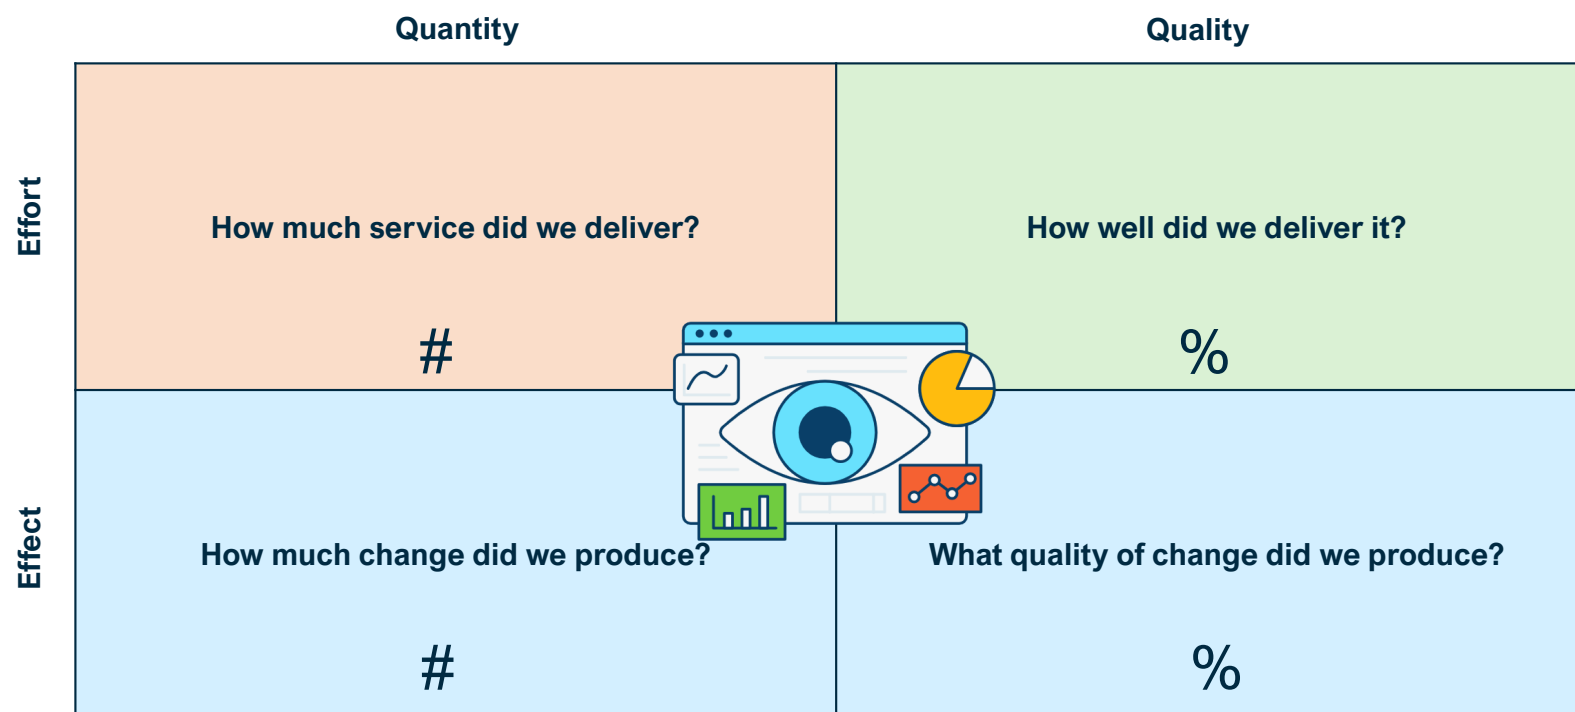 Quantity
Quality
Effort
How much service did we deliver?
How well did we deliver it?
#
%
Effect
How much change did we produce?
What quality of change did we produce?
#
%